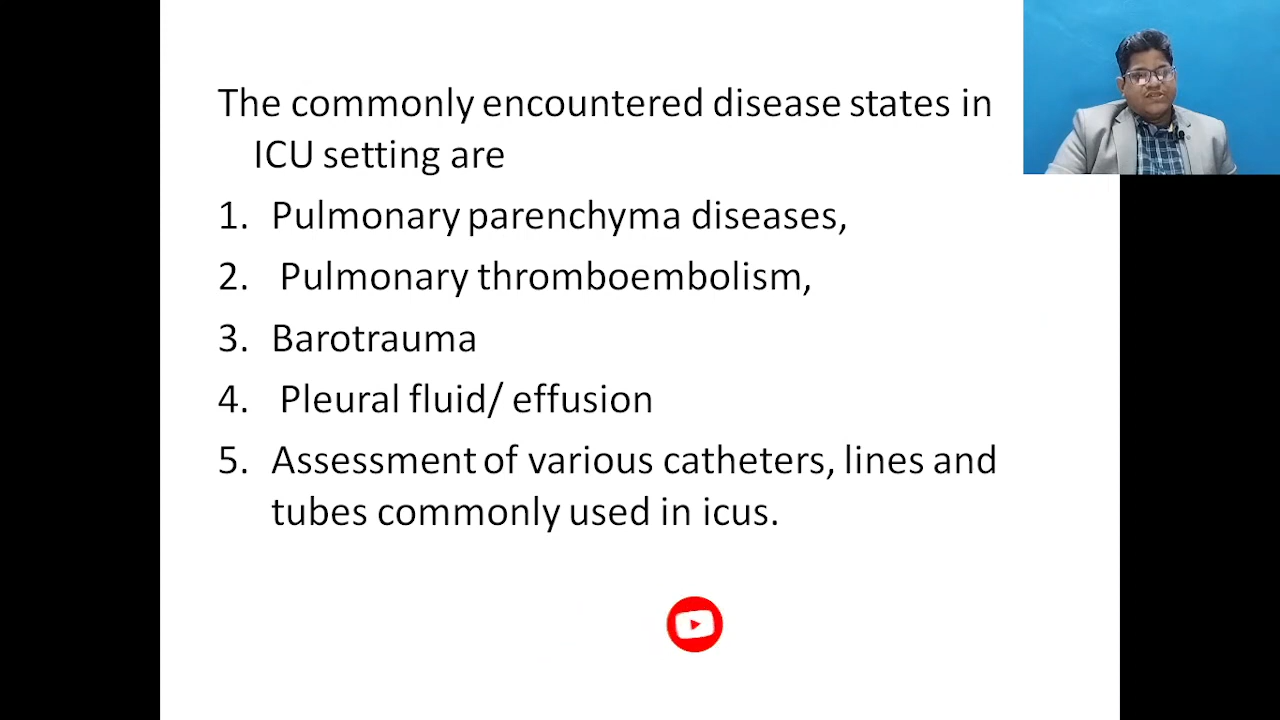 The commonly encountered disease states in
ICU setting are
1. Pulmonary parenchyma diseases,
2. Pulmonary thromboembolism,
3. Barotrauma
4. Pleural fluid/ effusion
5. Assessment of various catheters, lines and
tubes commonly used in icus.